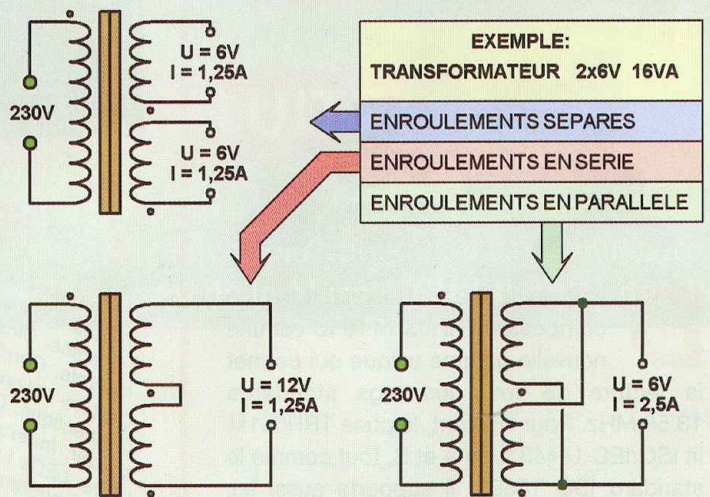 EXEMPLE:
TRANSFORMATEUR 2x6V 16VA
ENROULEMENTS SEPARES
ENROULEMENTS EN SERIE
ENROULEMENTS EN PARALLELE
230V
U = 6V
I = 1,25A
U = 6V
I = 1,25A
230V
U = 12V
I = 1,25A
230V
U = 6V
I = 2,5A